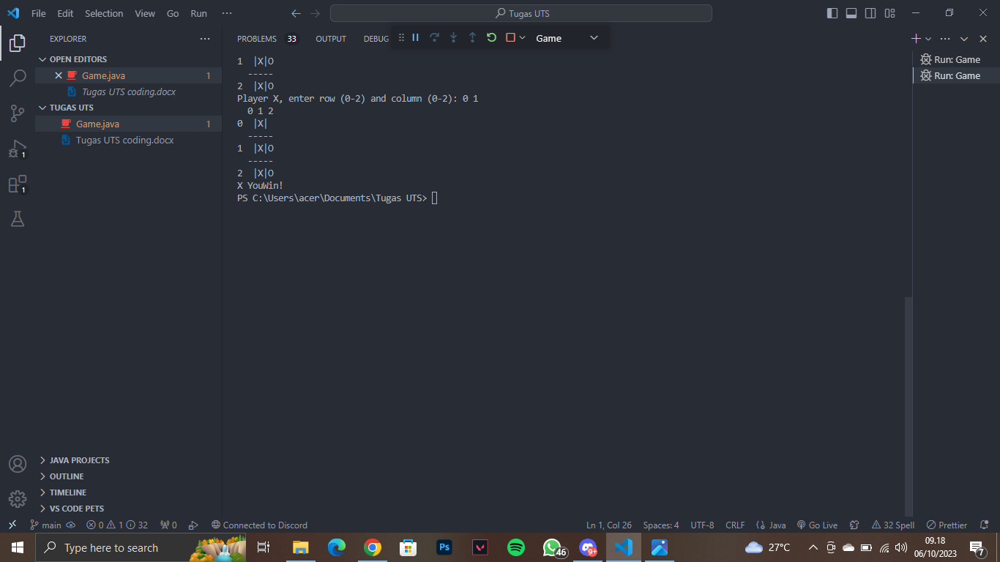 File Edit Selection View Go Run ··· Tugas UTS
EXPLORER ···
OPEN EDITORS
Game.java 1
Tugas UTS coding.docx
TUGAS UTS
Game.java 1
Tugas UTS coding.docx
JAVA PROJECTS
OUTLINE
TIMELINE
VS CODE PETS
1
1
PROBLEMS 33 OUTPUT DEBUG Game
1  |X|O
-----
2  |X|O
Player X, enter row (0-2) and column (0-2): 0 1
0 1 2
0  |X|
-----
1  |X|O
-----
2  |X|O
X YouWin!
PS C:\Users\acer\Documents\Tugas UTS>
Run: Game
Run: Game
main 0 1 32 0 Connected to Discord Ln 1, Col 26 Spaces: 4 UTF-8 CRLF {} Java Go Live 32 Spell Prettier
Type here to search Ps 46 9+ 27°C 09.18 7
06/10/2023